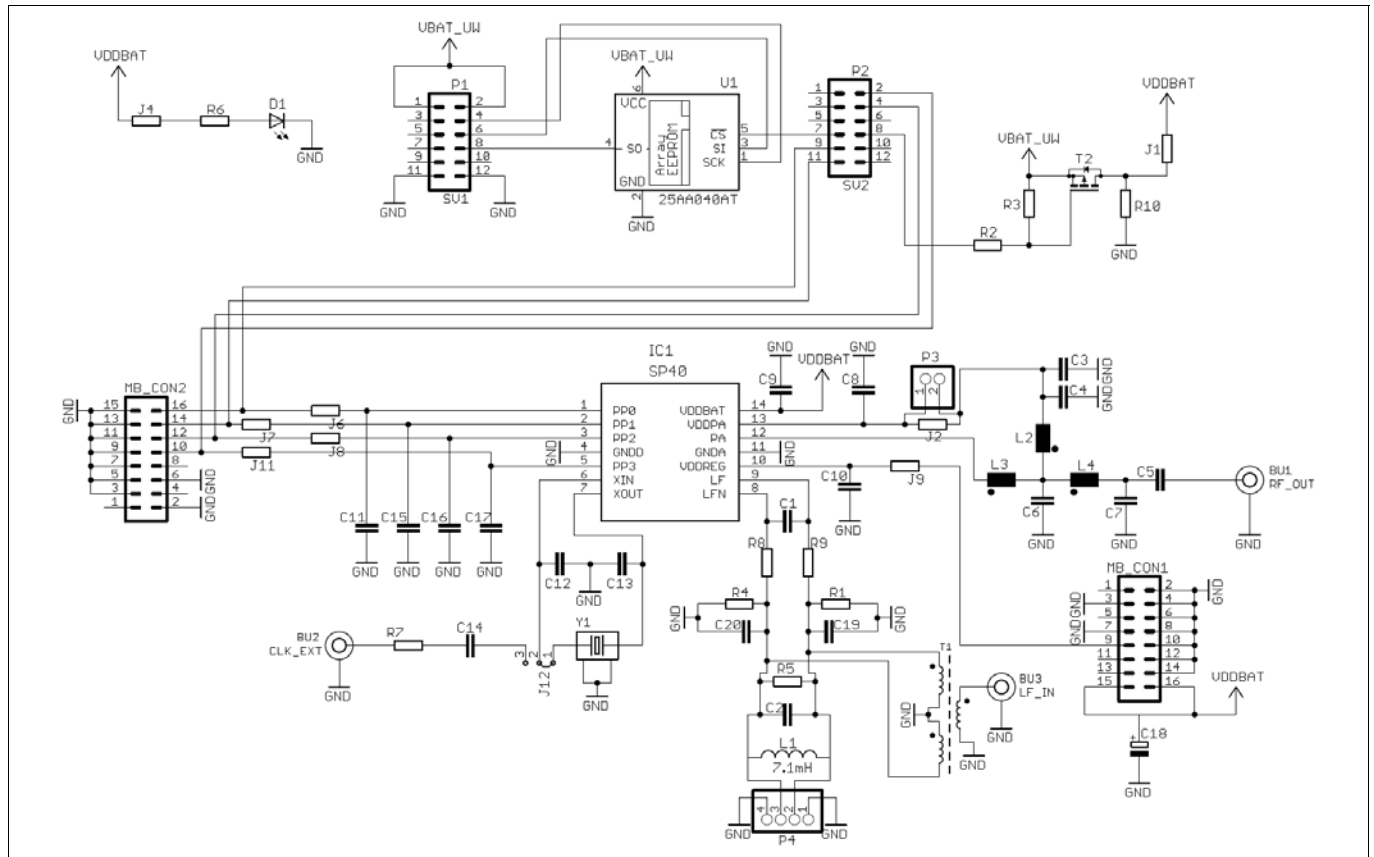 VBAT_UW
VDDBAT
VBAT_UW
J4 R6 D1
GND
P1
1 2
3 4
5 6
7 8
9 10
11 12
SV1
GND GND
U1
6
VCC
Array
EEPROM
4 SO
CS 5
SI 3
SCK 1
GND
2
25AA040AT
GND
P2
1 2
3 4
5 6
7 8
9 10
11 12
SV2
VDDBAT
VBAT_UW
T2
J1
R3
R10
R2
GND
IC1
SP40
1 PP0
2 PP1
3 PP2
4 GNDD
5 PP3
6 XIN
7 XOUT
VDDBAT 14
VDDPA 13
PA 12
GNDA 11
VDDREG 10
LF 9
LFN 8
GND
GND
C9
VDDBAT
GND
C8
P3
1 2
J2
GND
C3
GND
C4
GND
L2
L3
L4
C5
BU1
RF_OUT
C6
C7
GND GND GND
C10
J9
GND
MB_CON2
GND
15 16
13 14
11 12
9 10
7 8
5 6
3 4
1 2
GND
GND
J6
J7
J8
J11
C11 C15 C16 C17
GND GND GND GND
C12 C13
GND
BU2
CLK_EXT
GND
R7
C14
3 2 1
J12
Y1
GND
C1
R8 R9
R4
C20
GND
R1
C19
GND
R5
C2
L1
7.1mH
4 3 2 1
GND GND
P4
T1
GND
BU3
LF_IN
GND
GND
MB_CON1
1 2
3 4
5 6
7 8
9 10
11 12
13 14
15 16
GND
GND
GND
VDDBAT
+
C18
GND